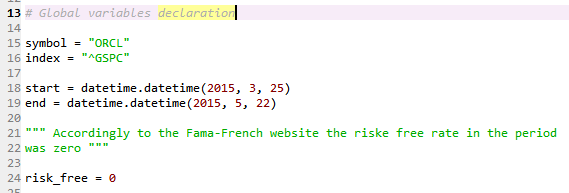 13 # Global variables declaration
14
15 symbol = "ORCL"
16 index = "^GSPC"
17
18 start = datetime.datetime(2015, 3, 25)
19 end = datetime.datetime(2015, 5, 22)
20
21 """ Accordingly to the Fama-French website the riske free rate in the period
22 was zero """
23
24 risk_free = 0